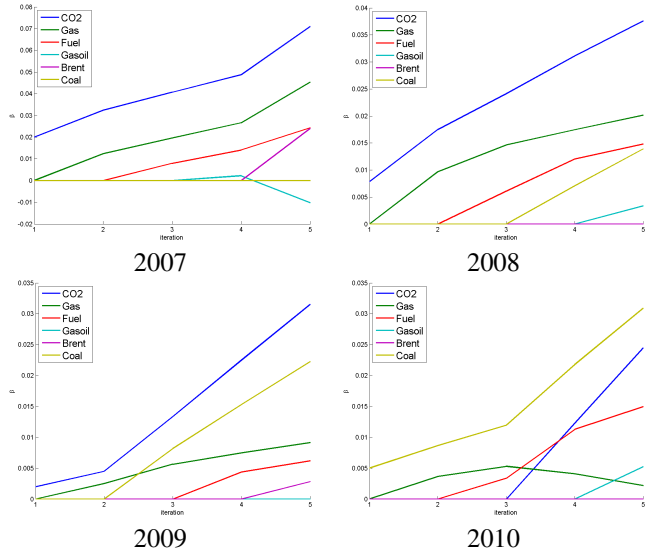 0.08
0.07
0.06
0.05
0.04
0.03
0.02
0.01
0
-0.01
-0.02
β
CO2
Gas
Fuel
Gasoil
Brent
Coal
1 2 3 4 5
iteration
2007
0.04
0.035
0.03
0.025
0.02
0.015
0.01
0.005
0
β
CO2
Gas
Fuel
Gasoil
Brent
Coal
1 2 3 4 5
iteration
2008
0.035
0.03
0.025
0.02
0.015
0.01
0.005
0
β
CO2
Gas
Fuel
Gasoil
Brent
Coal
1 2 3 4 5
iteration
2009
0.035
0.03
0.025
0.02
0.015
0.01
0.005
0
β
CO2
Gas
Fuel
Gasoil
Brent
Coal
1 2 3 4 5
iteration
2010